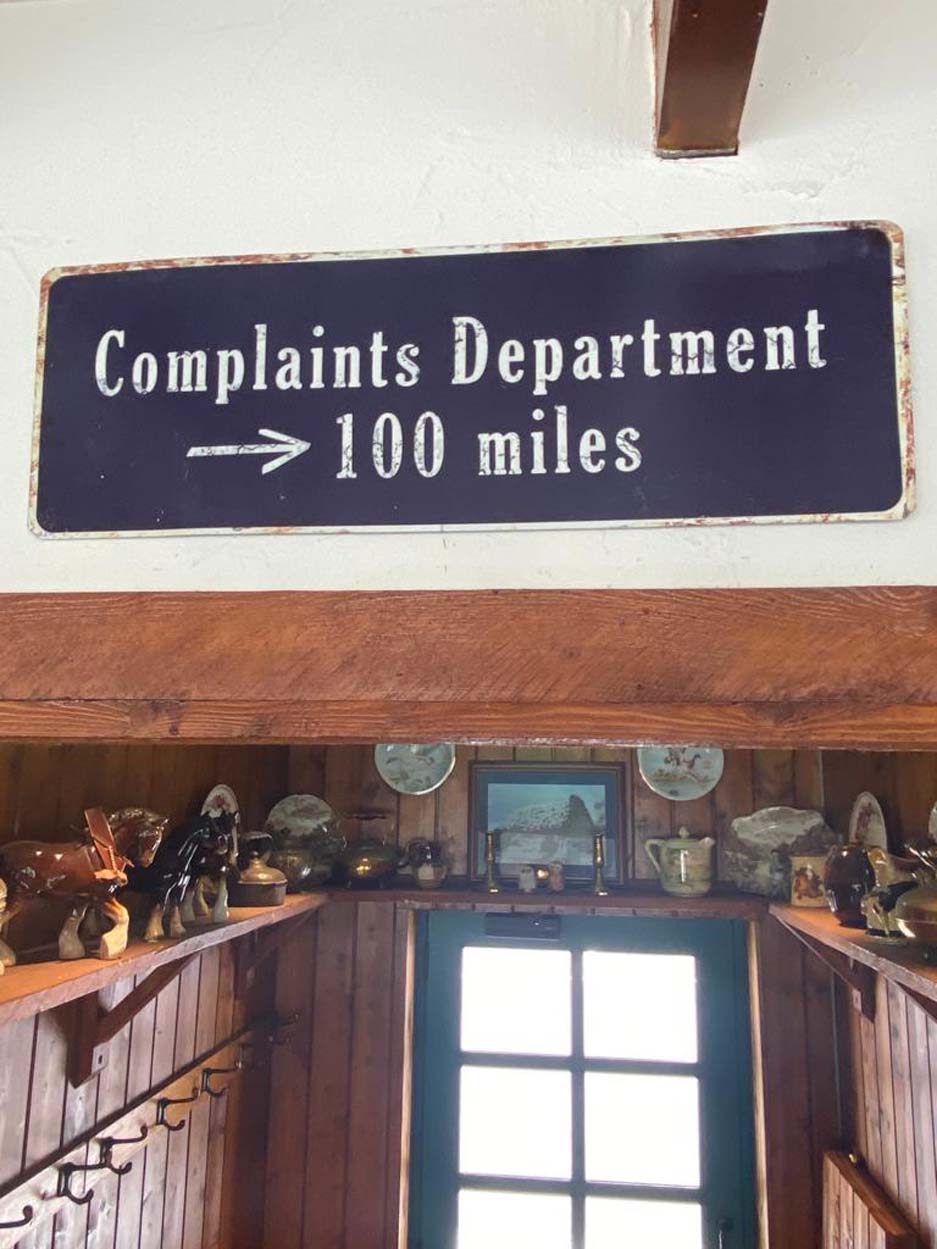 Complaints Department
→ 100 miles